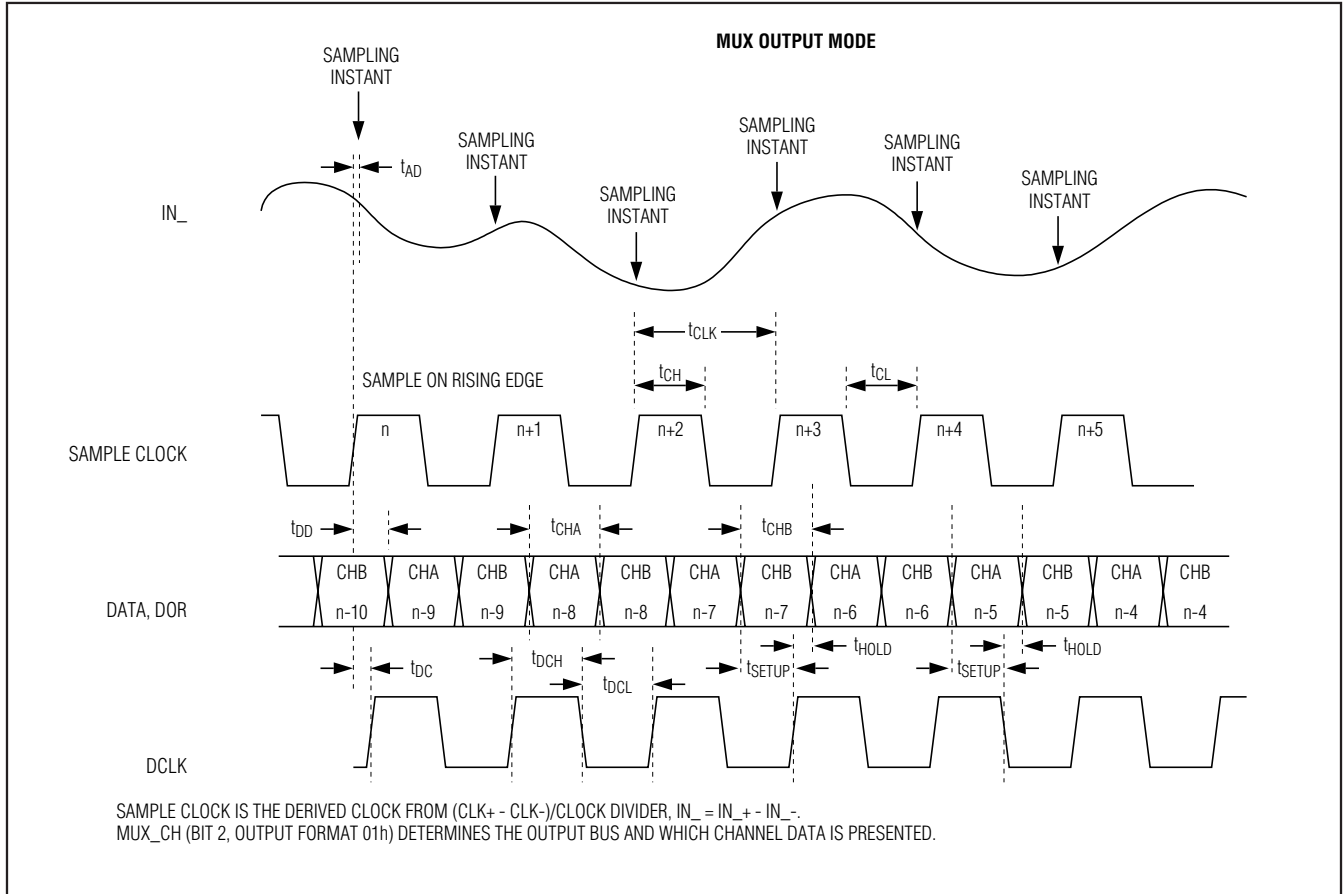 MUX OUTPUT MODE
SAMPLING
INSTANT
SAMPLING
INSTANT
SAMPLING
INSTANT
SAMPLING
INSTANT
SAMPLING
INSTANT
SAMPLING
INSTANT
tAD
IN_
tCLK
tCH
tCL
SAMPLE ON RISING EDGE
n n+1 n+2 n+3 n+4 n+5
SAMPLE CLOCK
tDD tCHA tCHB
CHB CHA CHB CHA CHB CHA CHB CHA CHB CHA CHB CHA CHB
DATA, DOR
n-10 n-9 n-9 n-8 n-8 n-7 n-7 n-6 n-6 n-5 n-5 n-4 n-4
tDC tDCH tDCL tSETUP tHOLD tSETUP tHOLD
DCLK
SAMPLE CLOCK IS THE DERIVED CLOCK FROM (CLK+ - CLK-)/CLOCK DIVIDER, IN_ = IN_+ - IN_-.
MUX_CH (BIT 2, OUTPUT FORMAT 01h) DETERMINES THE OUTPUT BUS AND WHICH CHANNEL DATA IS PRESENTED.